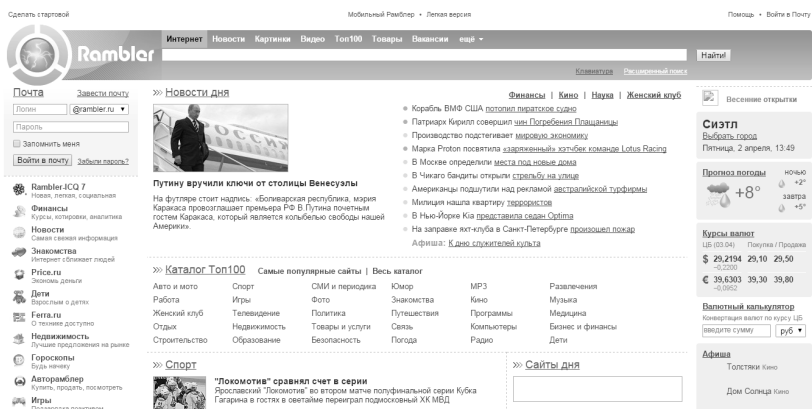 Сделать стартовой
Мобильный Рамблер • Легкая версия
Помощь • Войти в Почту
Rambler
Интернет Новости Картинки Видео Топ100 Товары Вакансии ещё
Найти!
Клавиатура Расширенный поиск
Почта Завести почту
Логин @rambler.ru
Пароль
Запомнить меня
Войти в почту Забыли пароль?
Rambler-ICQ 7
Новая, легкая, социальная
Финансы
Курсы, котировки, аналитика
Новости
Самая свежая информация
Знакомства
Интернет сближает людей
Price.ru
Экономь деньги
Дети
Взрослым о детях
Ferra.ru
О технике доступно
Недвижимость
Лучшие предложения на рынке
Гороскопы
Будь начеку
Авторамблер
Купить, продать, посмотреть
Игры
Поддержка позитивом
Новости дня
Финансы | Кино | Наука | Женский клуб
РОССИЯ
Путину вручили ключи от столицы Венесуэлы
На футляре стоит надпись: «Боливарская республика, мэрия
Каракаса провозглашает премьера РФ В.Путина почетным
гостем Каракаса, который является колыбелью свободы нашей
Америки».
Корабль ВМФ США потопил пиратское судно
Патриарх Кирилл совершил чин Погребения Плащаницы
Производство подстегивает мировую экономику
Марка Proton посвятила «заряженный» хэтчбек команде Lotus Racing
В Москве определили места под новые дома
В Чикаго бандиты открыли стрельбу на улице
Американцы подшутили над рекламой австралийской турфирмы
Милиция нашла квартиру террористов
В Нью-Йорке Kia представила седан Optima
На заправке яхт-клуба в Санкт-Петербурге произошел пожар
Афиша: К дню служителей культа
Каталог Топ100 Самые популярные сайты | Весь каталог
Авто и мото Спорт СМИ и периодика Юмор MP3 Развлечения
Работа Игры Фото Знакомства Кино Музыка
Женский клуб Телевидение Политика Путешествия Программы Медицина
Отдых Недвижимость Товары и услуги Связь Компьютеры Бизнес и финансы
Строительство Образование Безопасность Погода Радио Дети
Спорт
"Локомотив" сравнял счет в серии
Ярославский "Локомотив" во втором матче полуфинальной серии Кубка
Гагарина в гостях в овертайме переиграл подмосковный ХК МВД
Сайты дня
Весенние открытки
Сиэтл
Выбрать город
Пятница, 2 апреля, 13:49
Прогноз погоды
+8°
ночью
+2°
завтра
+5°
Курсы валют
ЦБ (03.04) Покупка / Продажа
$ 29,2194 29,10 29,50
−0,2200
€ 39,6303 39,30 39,80
−0,0952
Валютный калькулятор
Конвертация валют по курсу ЦБ
введите сумму руб
Афиша
Толстяки Кино
Дом Солнца Кино